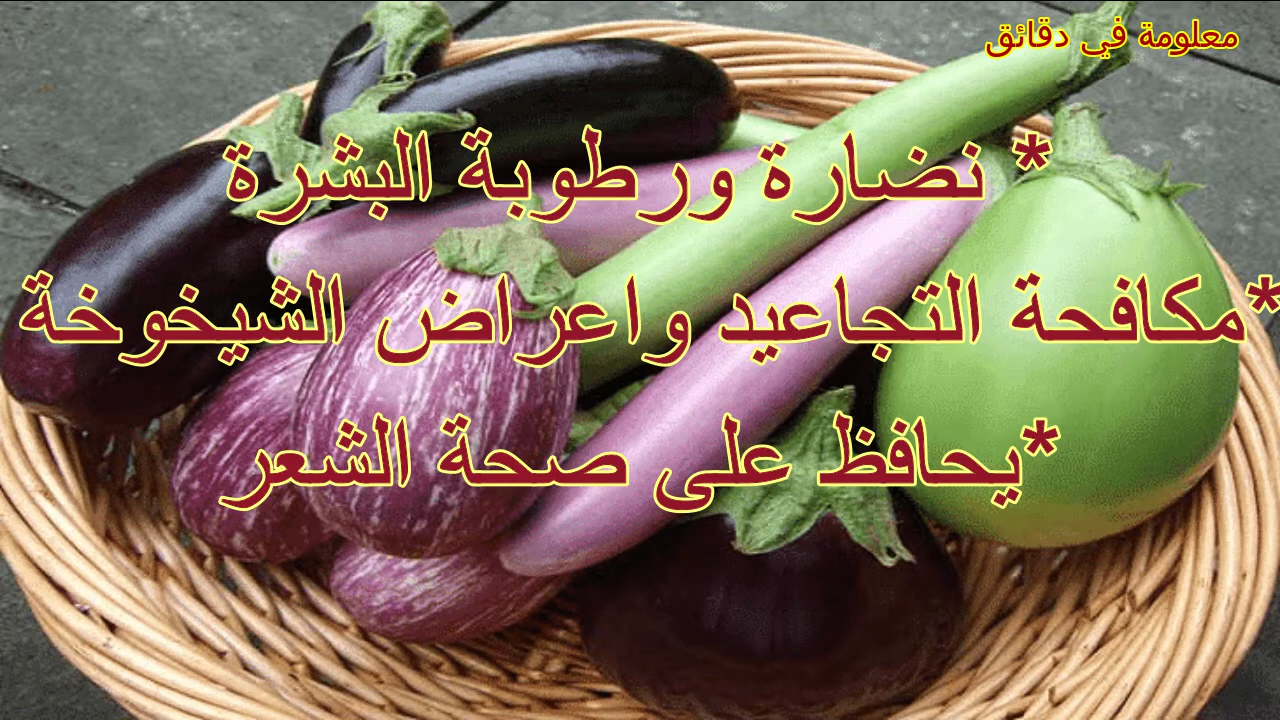 معلومة في دقائق
* نضارة ورطوبة البشرة
*مكافحة التجاعيد واعراض الشيخوخة
*يحافظ على صحة الشعر